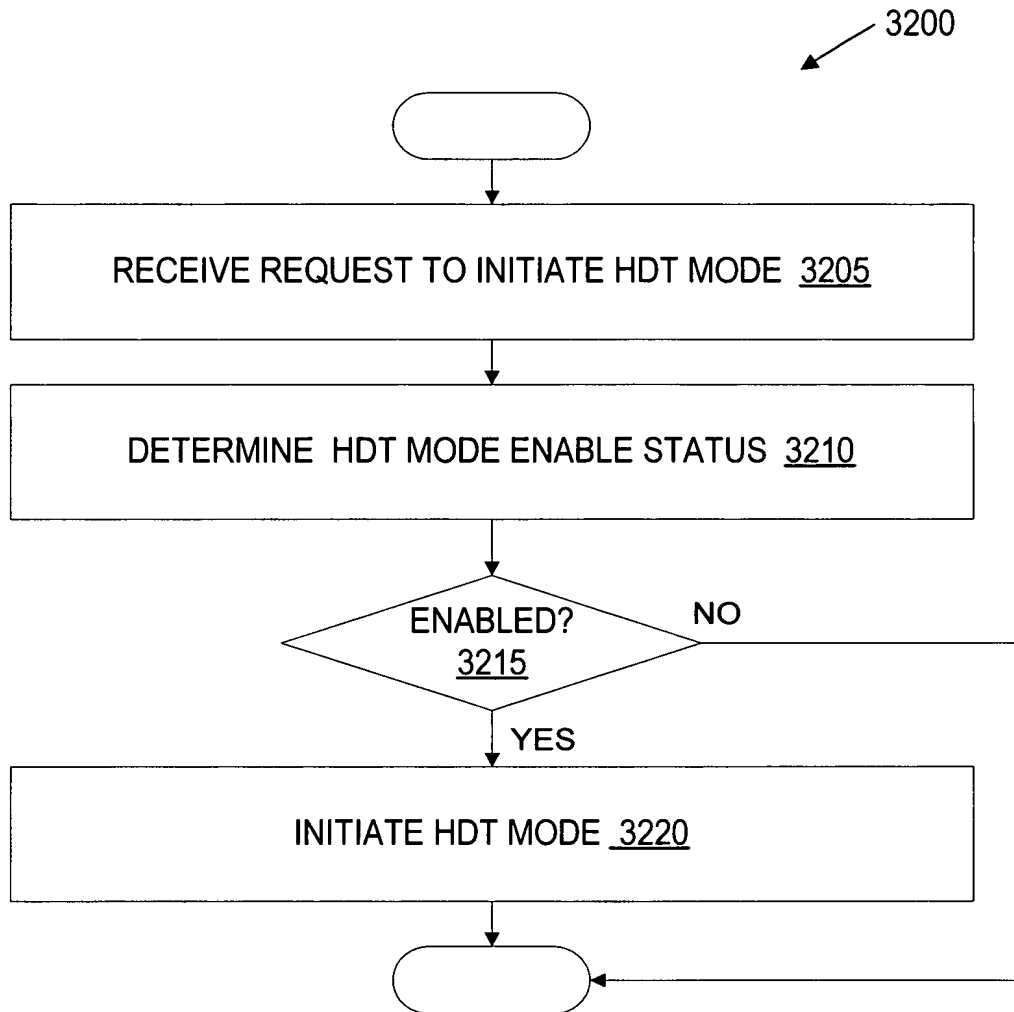 3200
RECEIVE REQUEST TO INITIATE HDT MODE 3205
DETERMINE HDT MODE ENABLE STATUS 3210
ENABLED?
3215
NO
YES
INITIATE HDT MODE 3220